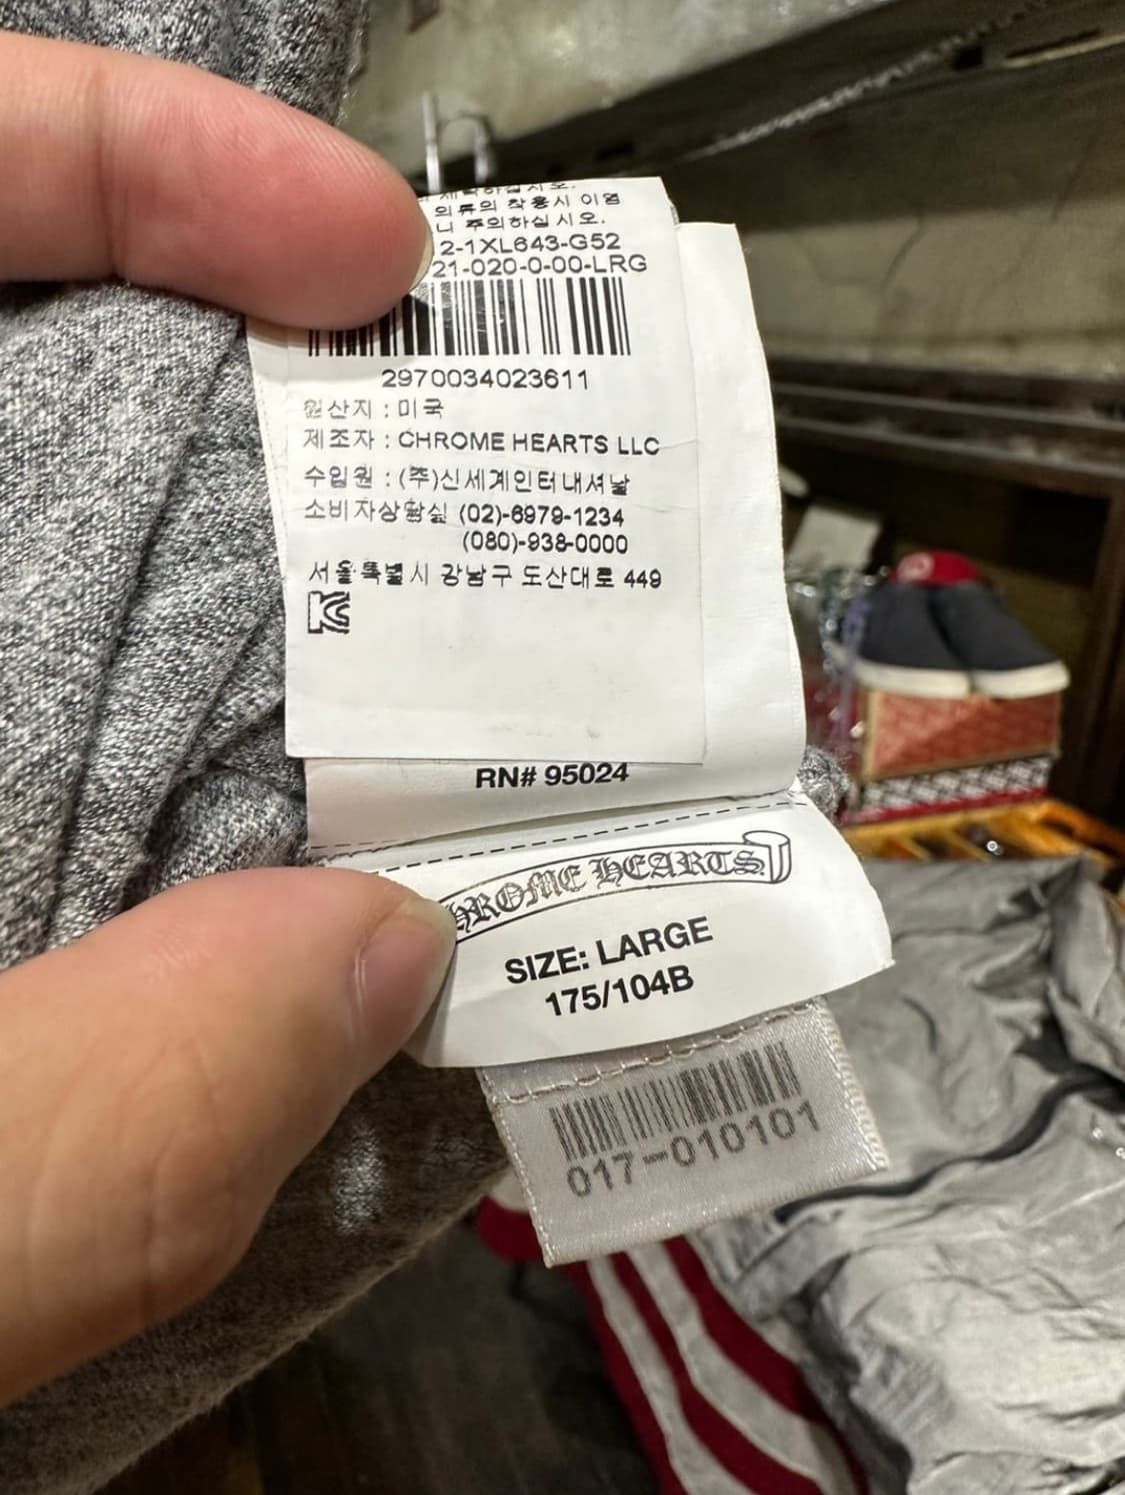 의류의 착용시 이염
니 주의하십시오.
2-1XL643-G52
21-020-0-00-LRG
2970034023611
원산지 : 미국
제조자 : CHROME HEARTS LLC
수입원 : (주)신세계인터내셔날
소비자상담실 (02)-6979-1234
(080)-938-0000
서울특별시 강남구 도산대로 449
RN# 95024
HROME HEARTS
SIZE: LARGE
175/104B
017-010101